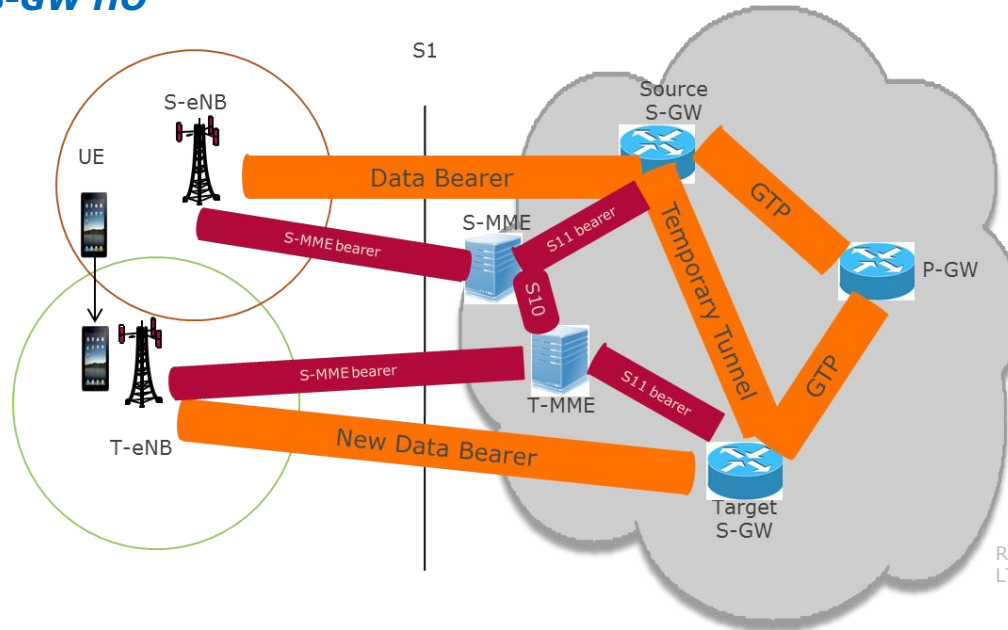 S-GW HO
S1
Source
S-GW
S-eNB
UE
Data Bearer
GTP
S-MME
S11 bearer
S-MME bearer
Temporary Tunnel
P-GW
S10
S-MME bearer
S11 bearer
GTP
T-MME
T-eNB
New Data Bearer
Target
S-GW